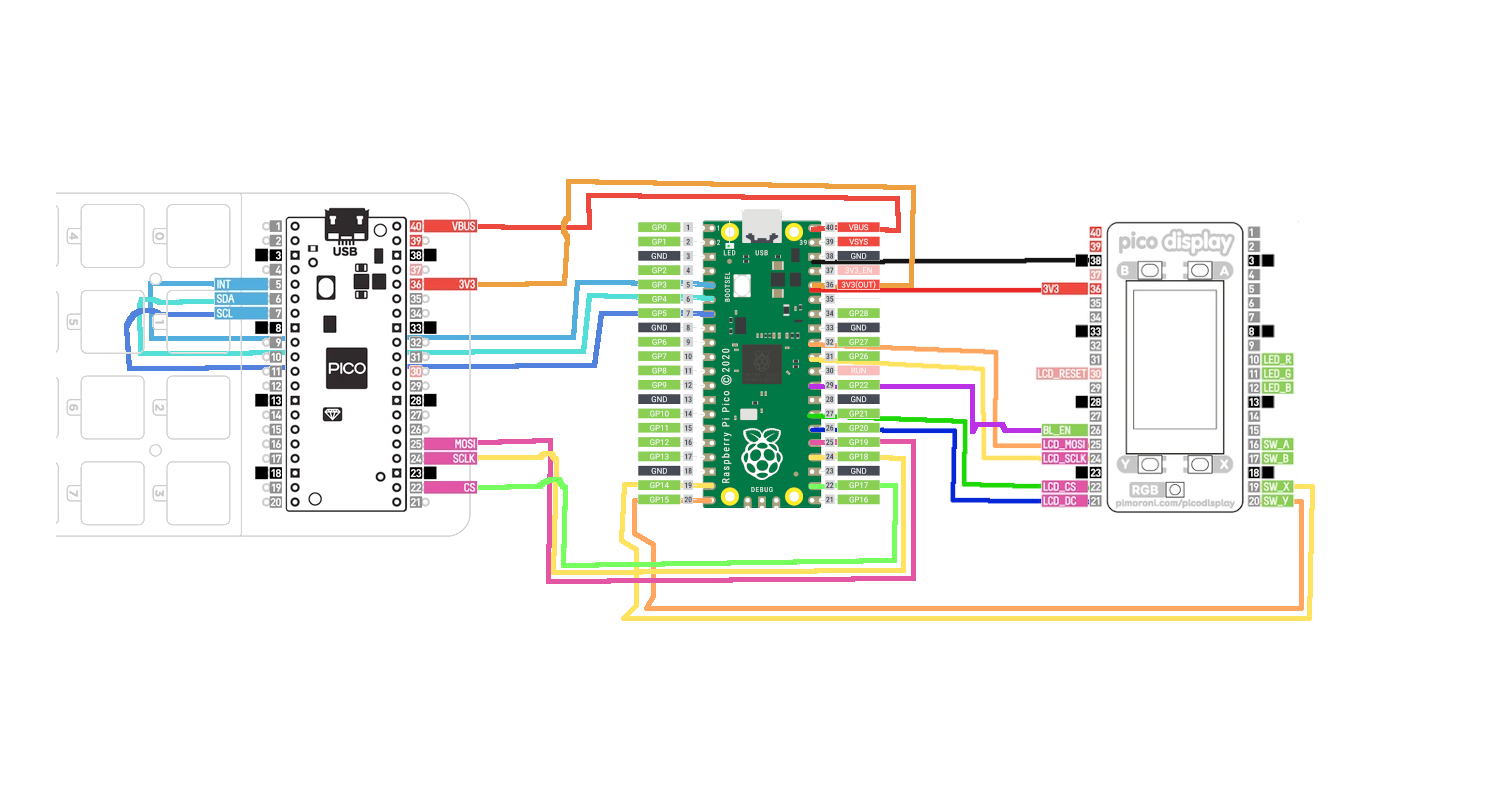 4
0
5
1
6
2
7
3
INT
SDA
SCL
1
2
3
4
5
6
7
8
9
10
11
12
13
14
15
16
17
18
19
20
USB
PICO
40 VBUS
39
38
37
36 3V3
35
34
33
32
31
30
29
28
27
26
25 MOSI
24 SCLK
23
22 CS
21
GP0 1
GP1 2
GND 3
GP2 4
GP3 5
GP4 6
GP5 7
GND 8
GP6 9
GP7 10
GP8 11
GP9 12
GND 13
GP10 14
GP11 15
GP12 16
GP13 17
GND 18
GP14 19
GP15 20
1
2
39
LED
USB
BOOTSEL
Raspberry Pi Pico © 2020
DEBUG
40 VBUS
39 VSYS
38 GND
37 3V3_EN
36 3V3(OUT)
35
34 GP28
33 GND
32 GP27
31 GP26
30 RUN
29 GP22
28 GND
27 GP21
26 GP20
25 GP19
24 GP18
23 GND
22 GP17
21 GP16
40
39
38
37
3V3 36
35
34
33
32
31
LCD_RESET 30
29
28
27
BL_EN 26
LCD_MOSI 25
LCD_SCLK 24
23
LCD_CS 22
LCD_DC 21
pico display
B
A
Y
X
RGB
pimoroni.com/picodisplay
1
2
3
4
5
6
7
8
9
10 LED_R
11 LED_G
12 LED_B
13
14
15
16 SW_A
17 SW_B
18
19 SW_X
20 SW_Y